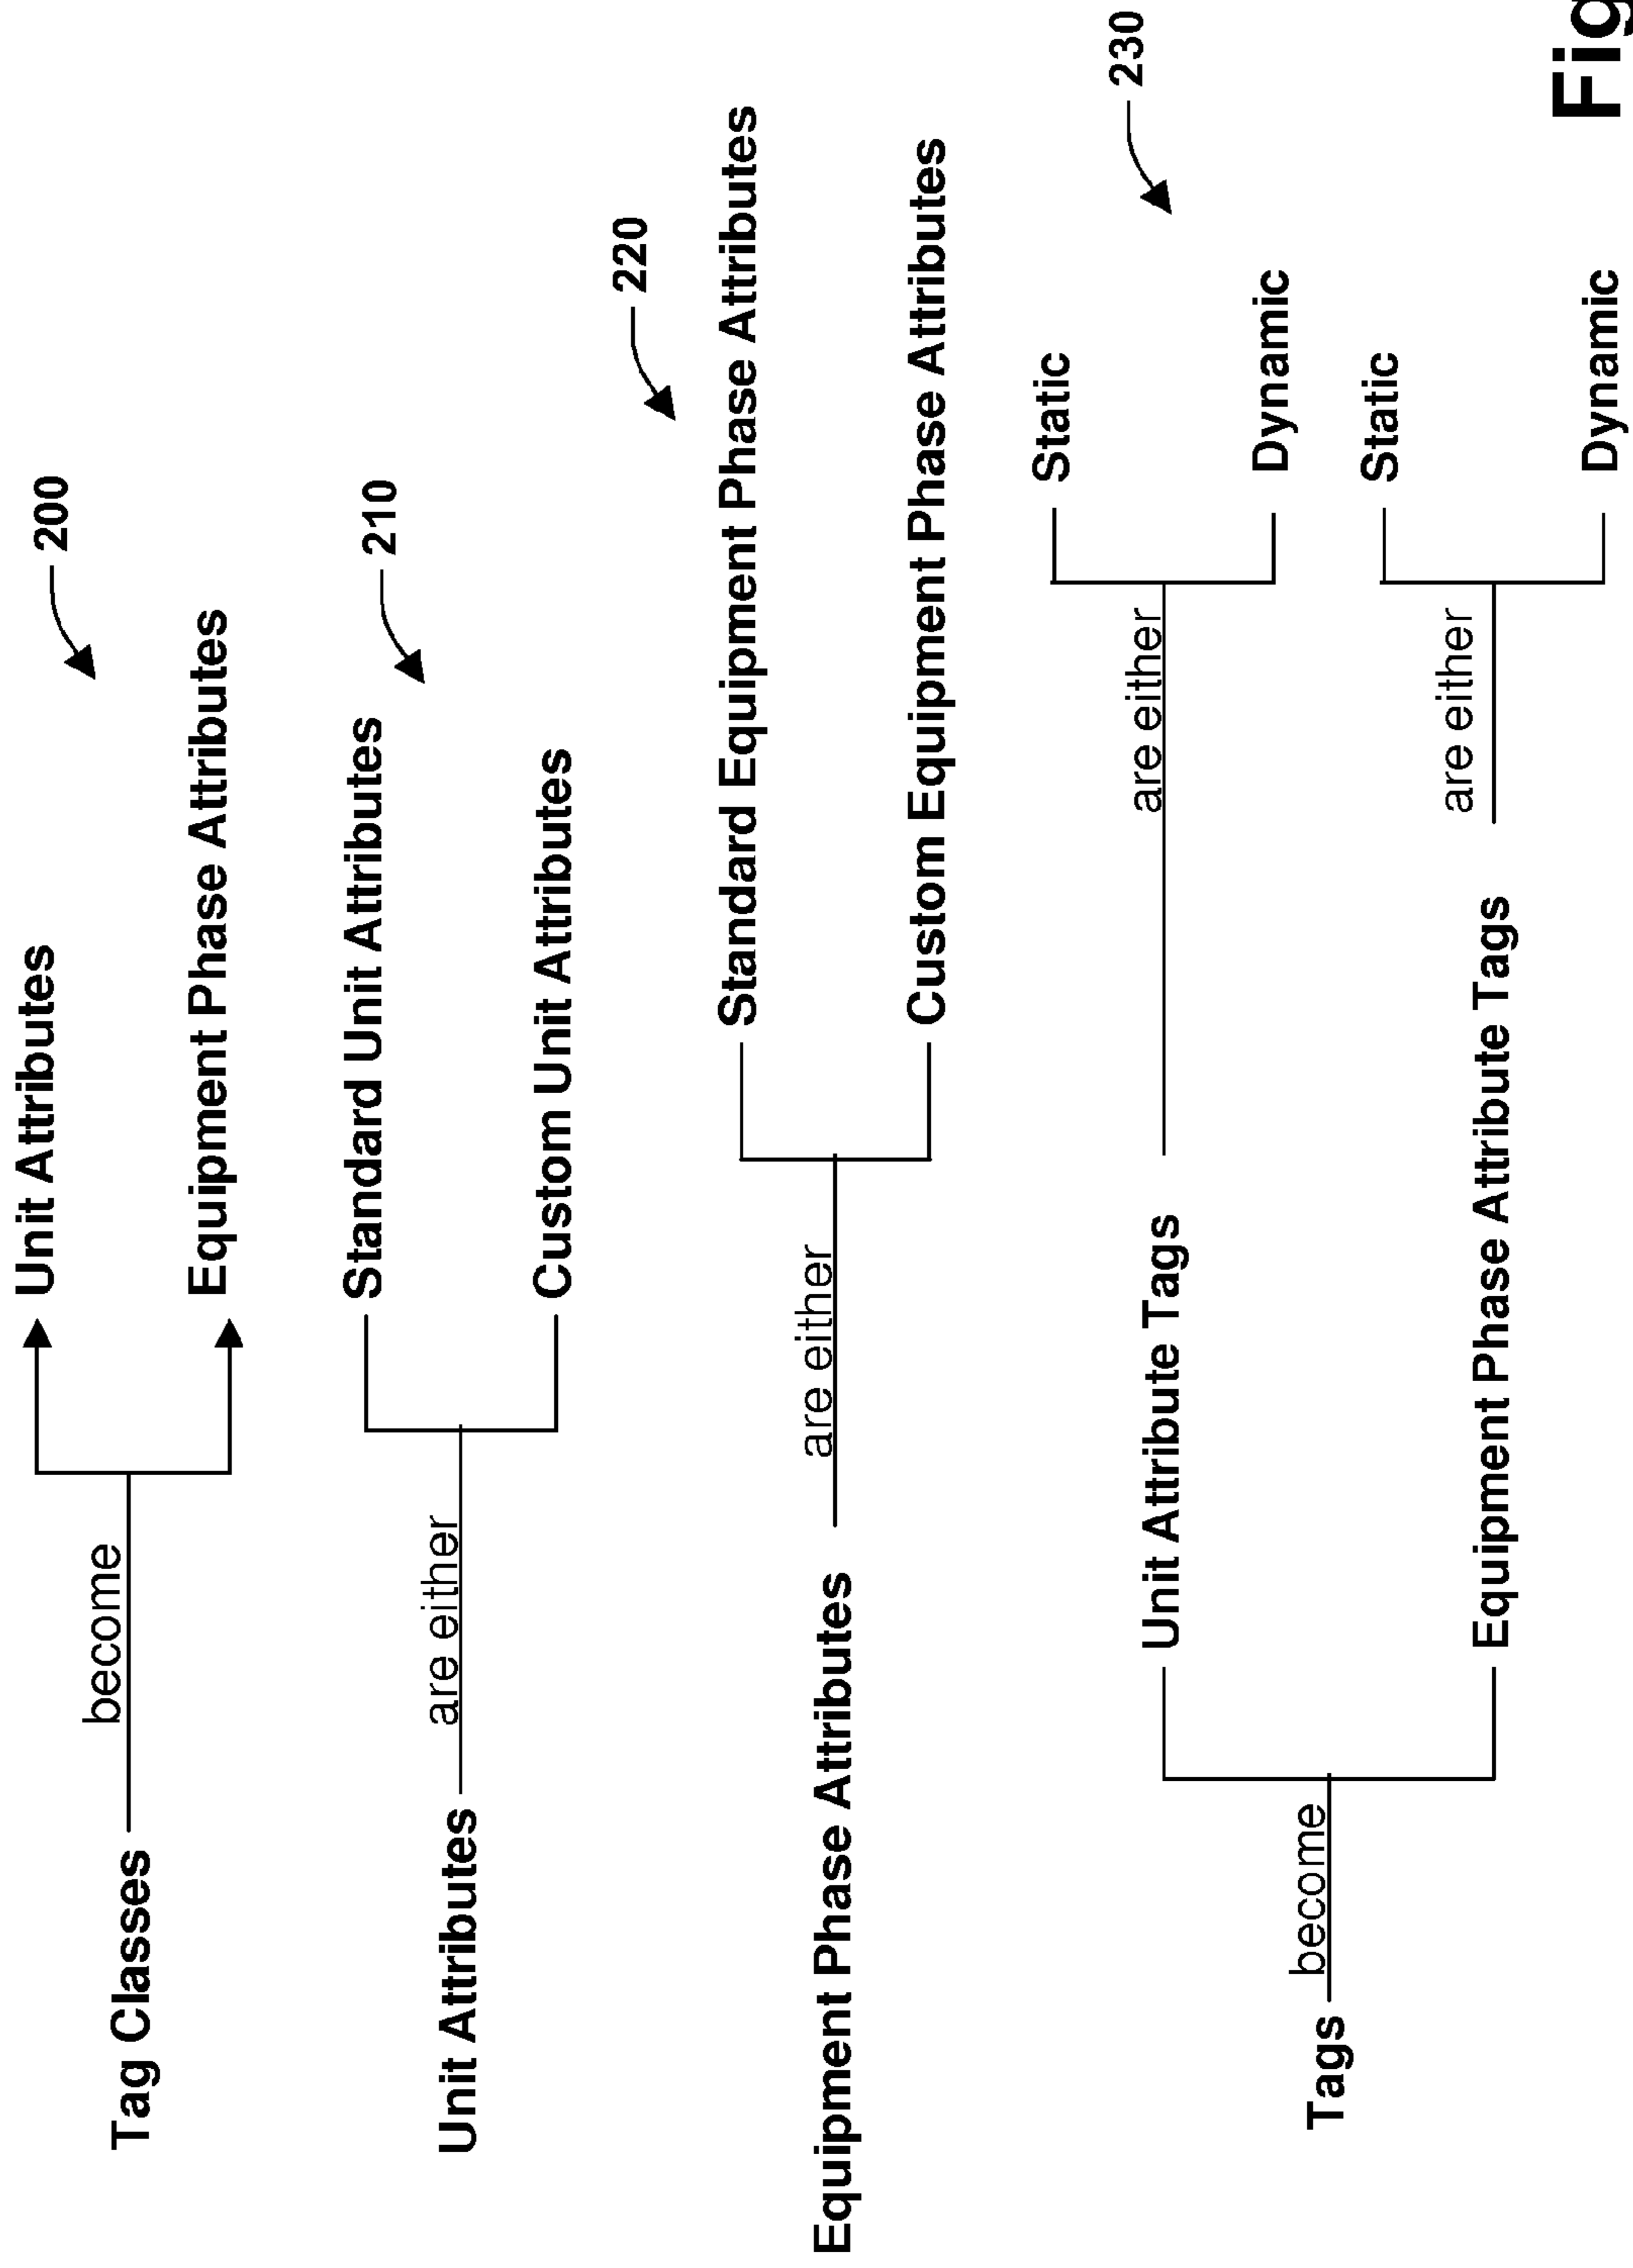 200
Unit Attributes
Tag Classes become
Equipment Phase Attributes
210
Standard Unit Attributes
Unit Attributes are either
Custom Unit Attributes
220
Standard Equipment Phase Attributes
Equipment Phase Attributes are either
Custom Equipment Phase Attributes
230
Static
Unit Attribute Tags are either
Dynamic
Tags become
Static
Equipment Phase Attribute Tags are either
Dynamic